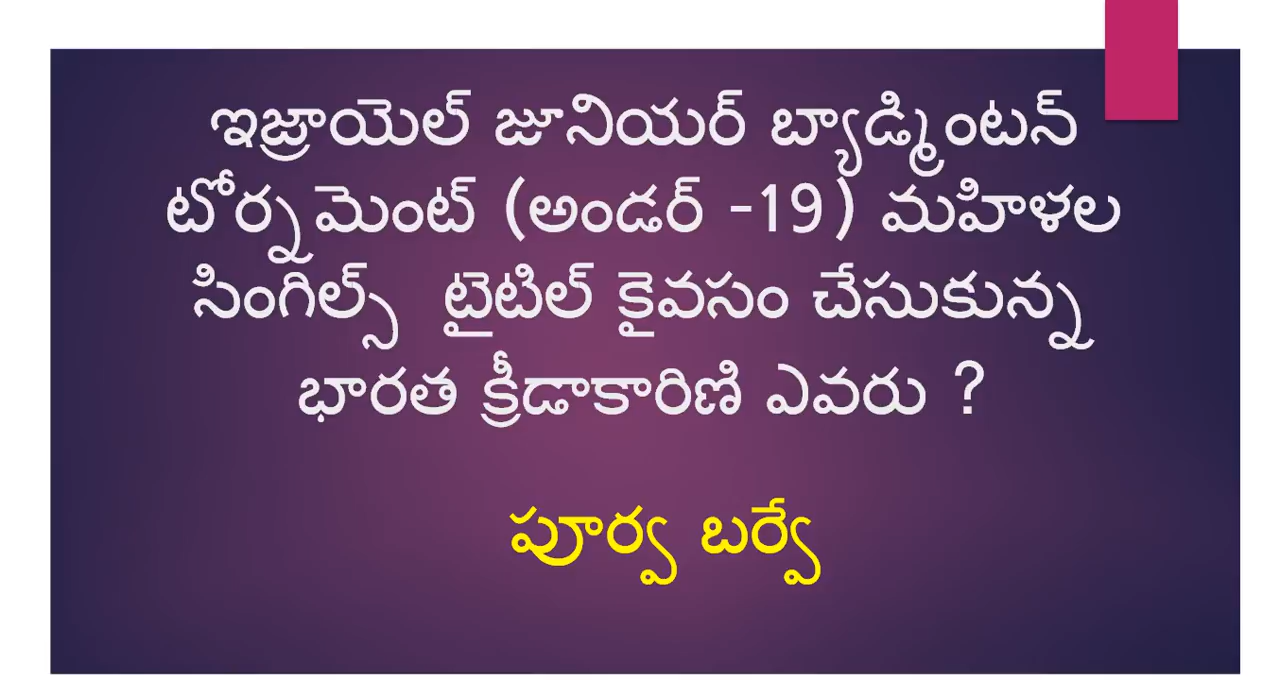 ఇజ్రాయెల్ జూనియర్ బ్యాడ్మింటన్
టోర్నమెంట్ (అండర్ -19) మహిళల
సింగిల్స్ టైటిల్ కైవసం చేసుకున్న
భారత క్రీడాకారిణి ఎవరు ?
పూర్వ బర్వే